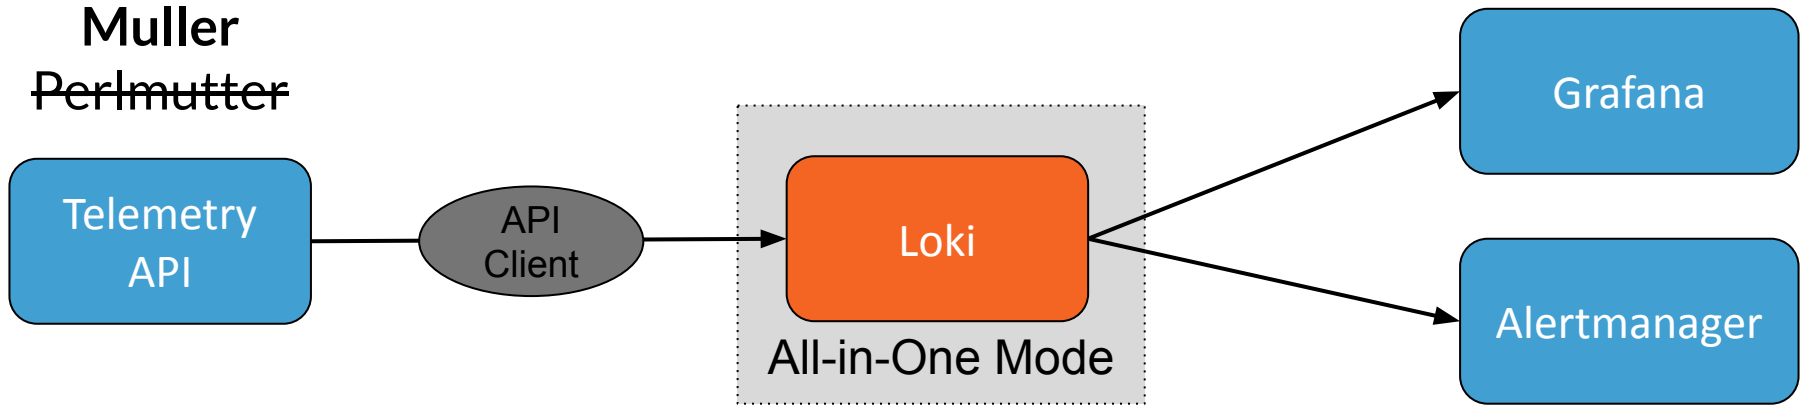 Muller
Perlmutter
Telemetry
API
API
Client
Loki
All-in-One Mode
Grafana
Alertmanager